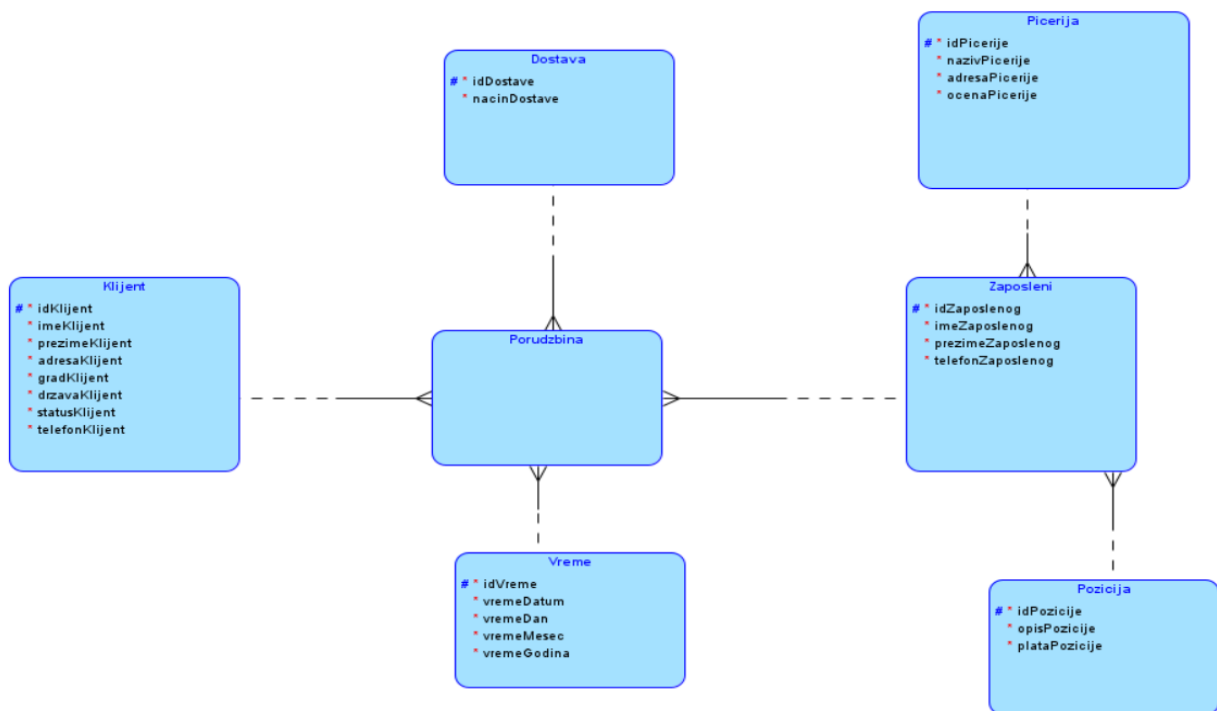 Picerija
# * idPicerije
* nazivPicerije
* adresaPicerije
* ocenaPicerije
Dostava
# * idDostave
* nacinDostave
Klijent
# * idKlijent
* imeKlijent
* prezimeKlijent
* adresaKlijent
* gradKlijent
* drzavaKlijent
* statusKlijent
* telefonKlijent
Porudzbina
Zaposleni
# * idZaposlenog
* imeZaposlenog
* prezimeZaposlenog
* telefonZaposlenog
Vreme
# * idVreme
* vremeDatum
* vremeDan
* vremeMesec
* vremeGodina
Pozicija
# * idPozicije
* opisPozicije
* plataPozicije